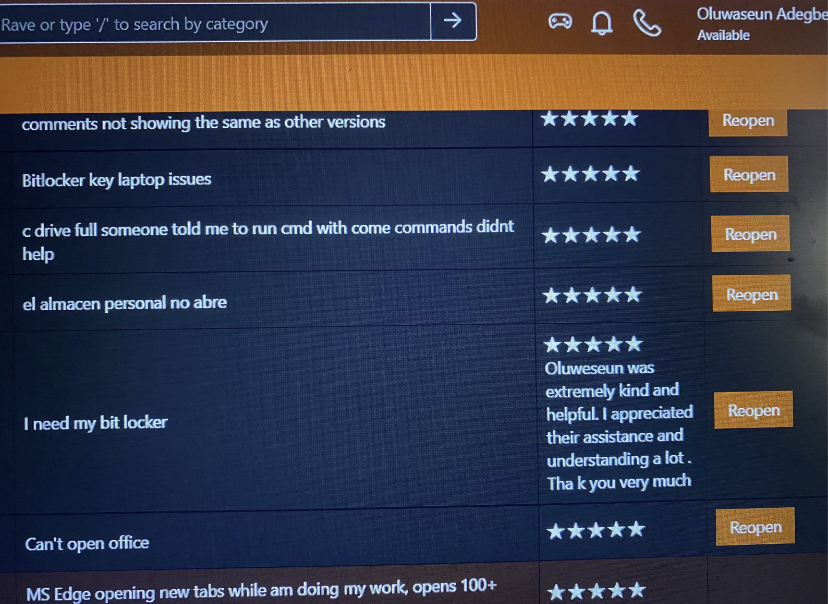 Rave or type '/' to search by category
Oluwaseun Adegbe
Available
comments not showing the same as other versions
Reopen
Bitlocker key laptop issues
Reopen
c drive full someone told me to run cmd with come commands didnt
help
Reopen
el almacen personal no abre
Reopen
I need my bit locker
Oluweseun was
extremely kind and
helpful. I appreciated
their assistance and
understanding a lot .
Tha k you very much
Reopen
Can't open office
Reopen
MS Edge opening new tabs while am doing my work, opens 100+